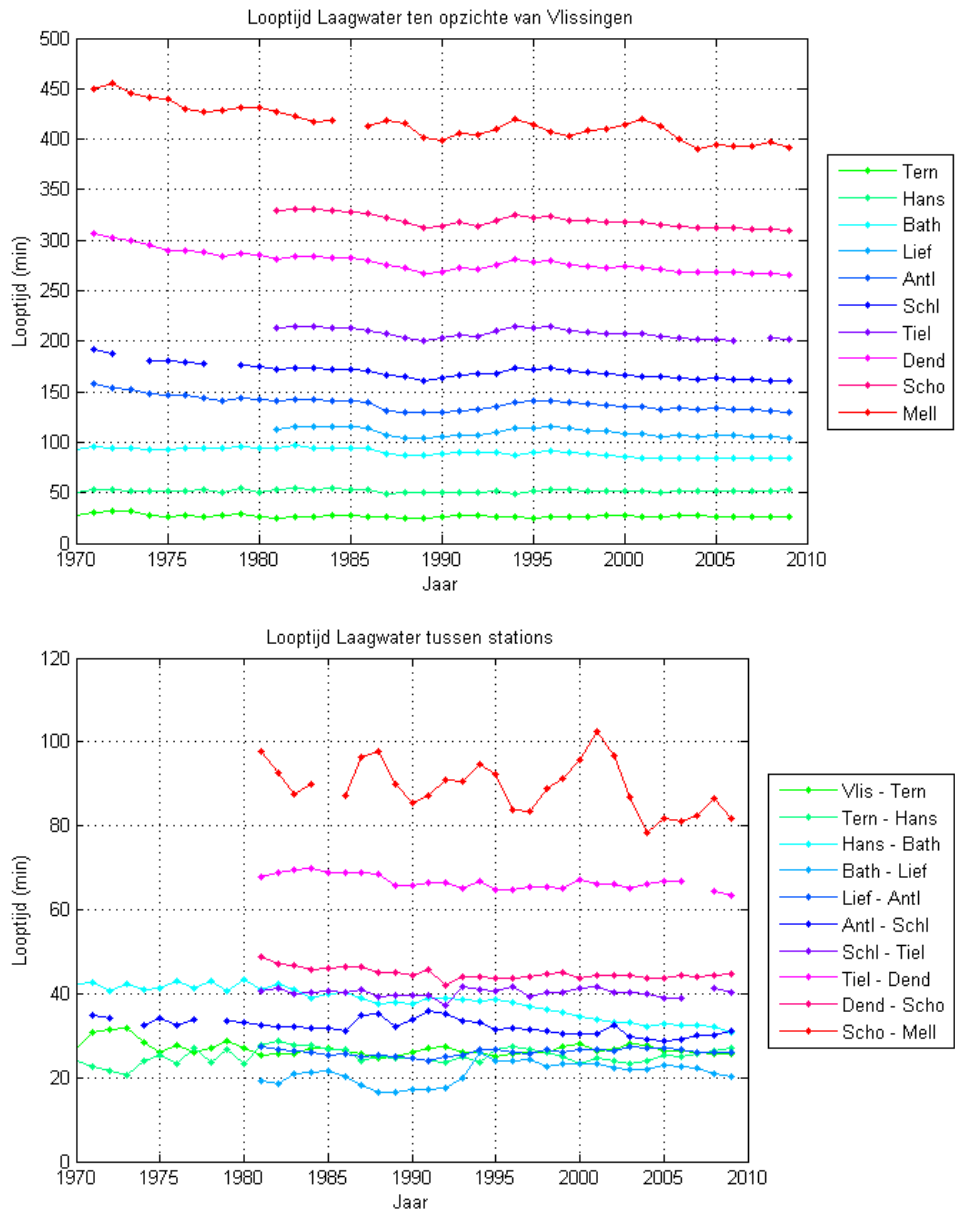 Looptijd Laagwater ten opzichte van Vlissingen
500
450
400
350
300
250
200
150
100
50
0
Looptijd (min)
1970 1975 1980 1985 1990 1995 2000 2005 2010
Jaar
Tern
Hans
Bath
Lief
Antl
Schl
Tiel
Dend
Scho
Mell
Looptijd Laagwater tussen stations
120
100
80
60
40
20
0
Looptijd (min)
1970 1975 1980 1985 1990 1995 2000 2005 2010
Jaar
Vlis - Tern
Tern - Hans
Hans - Bath
Bath - Lief
Lief - Antl
Antl - Schl
Schl - Tiel
Tiel - Dend
Dend - Scho
Scho - Mell